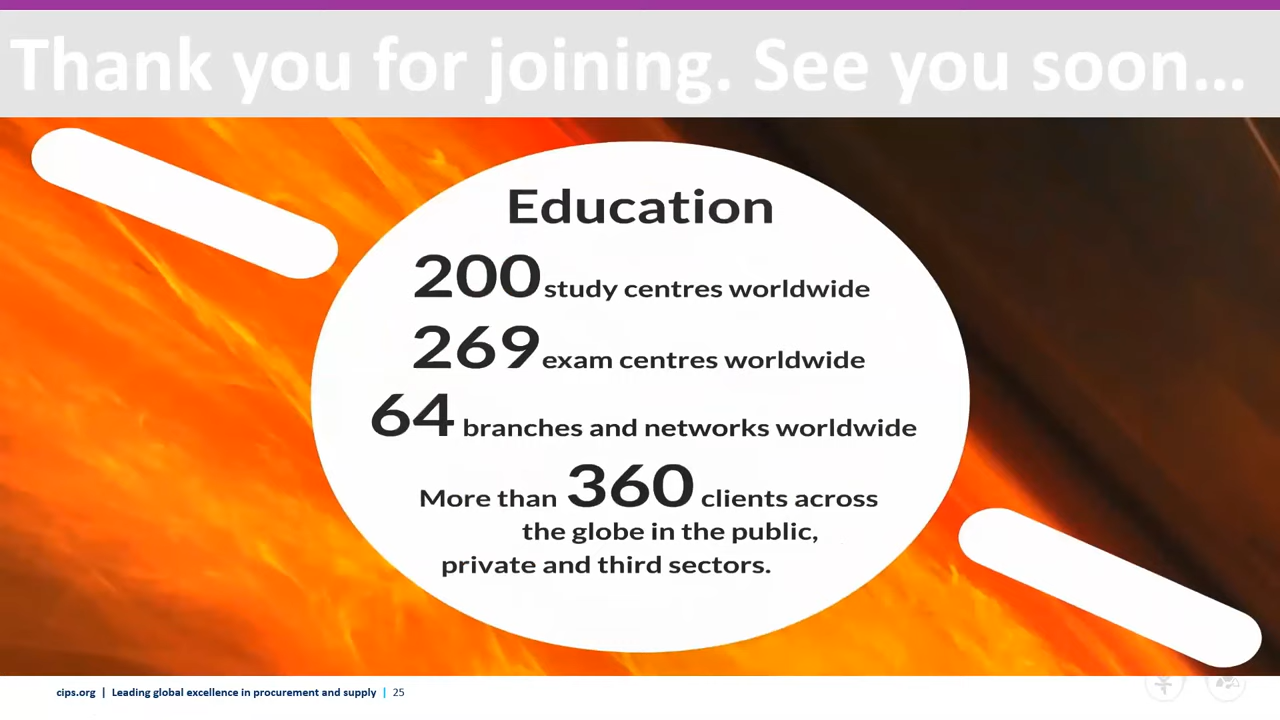 Thank you for joining. See you soon...
Education
200 study centres worldwide
269 exam centres worldwide
64 branches and networks worldwide
More than 360 clients across
the globe in the public,
private and third sectors.
cips.org | Leading global excellence in procurement and supply | 25